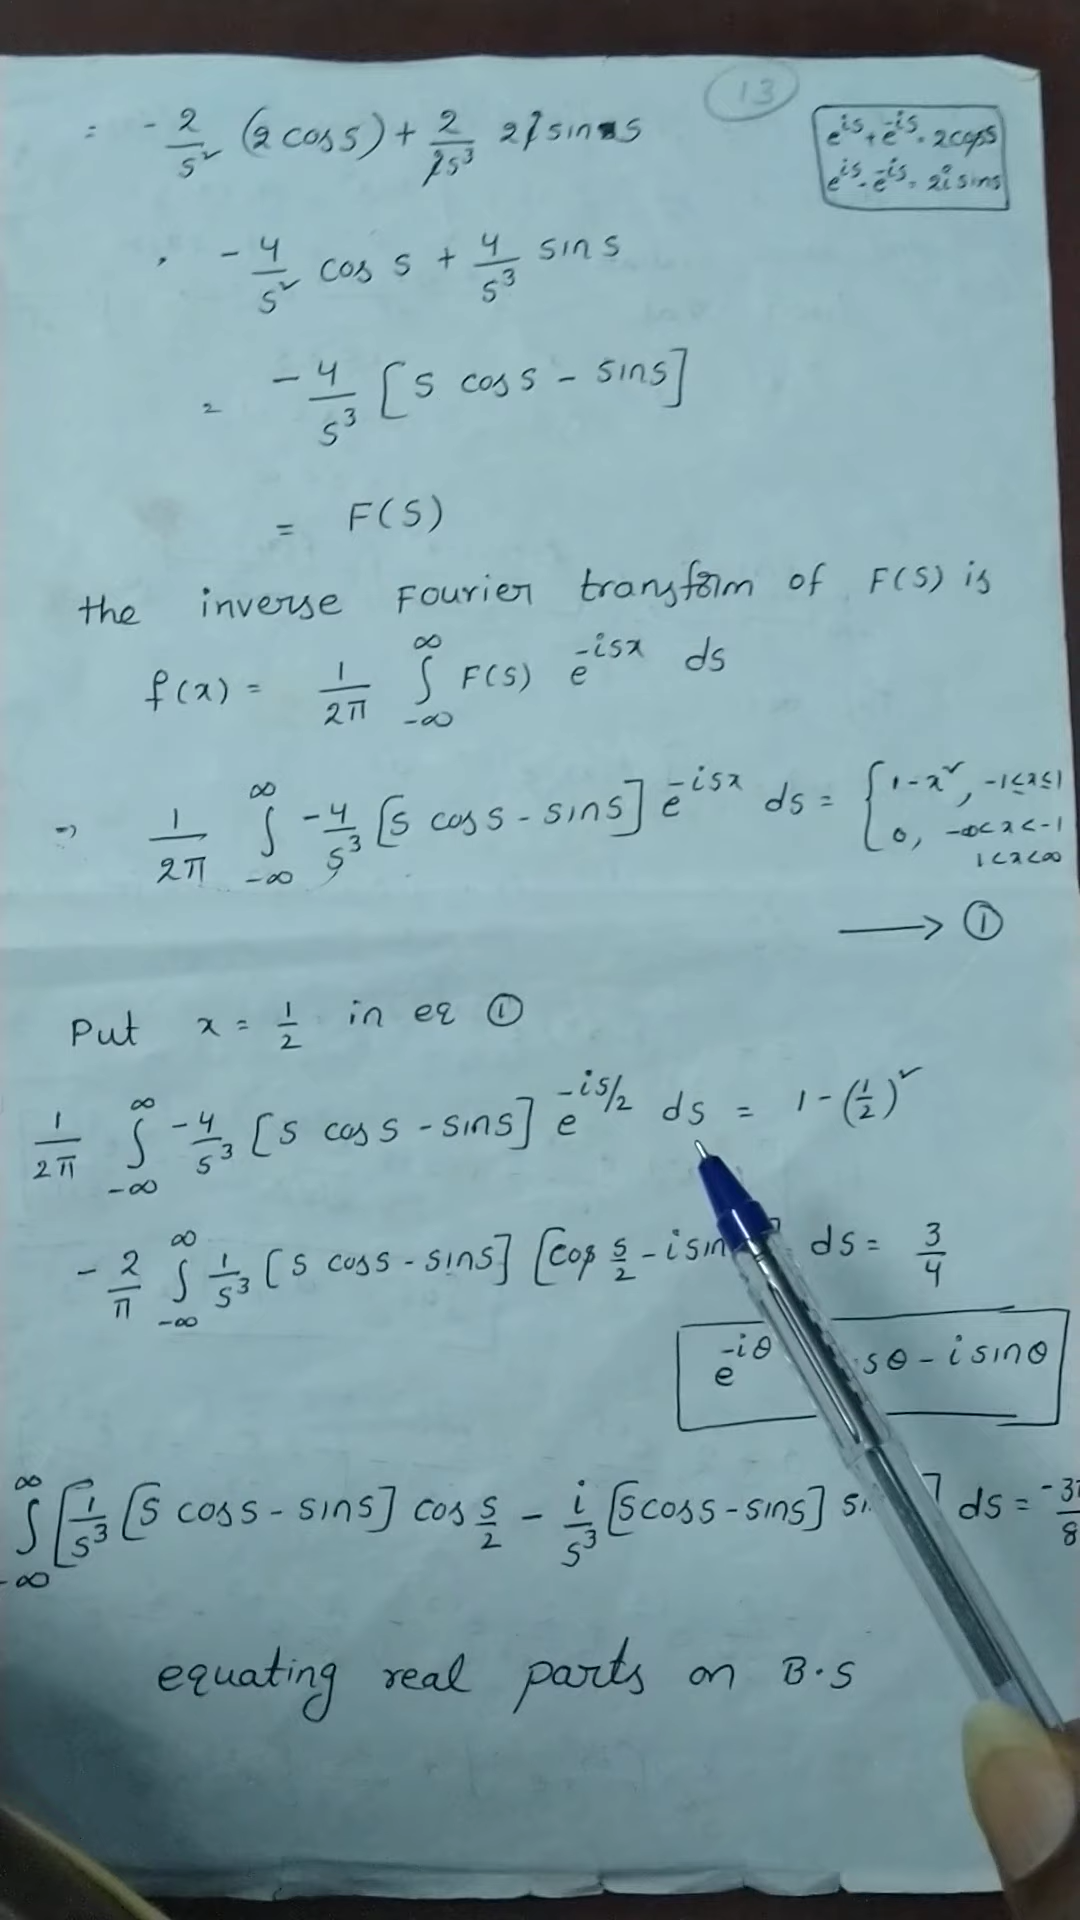 13
= - 2/s² (2 cos s) + 2/is³ 2i sin s
e^{is} + e^{-is} = 2cos s
e^{is} - e^{-is} = 2i sin s
= - 4/s² cos s + 4/s³ sin s
= - 4/s³ [s cos s - sin s]
= F(s)
the inverse Fourier transform of F(s) is
f(x) = 1/2π ∫_{-∞}^{∞} F(s) e^{-isx} ds
⇒ 1/2π ∫_{-∞}^{∞} -4/s³ [s cos s - sin s] e^{-isx} ds = { 1-x², -1≤x≤1
0, -∞<x<-1
1<x<∞
→ ①
Put x = 1/2 in eq ①
1/2π ∫_{-∞}^{∞} -4/s³ [s cos s - sin s] e^{-is/2} ds = 1-(1/2)²
- 2/π ∫_{-∞}^{∞} 1/s³ [s cos s - sin s] [cos s/2 - i sin ds = 3/4
e^{-iθ} sθ - i sinθ
∫_{-∞}^{∞} [1/s³ [s cos s - sin s] cos s/2 - i/s³ [s cos s - sin s] ] ds = -3 8
equating real parts on B.S